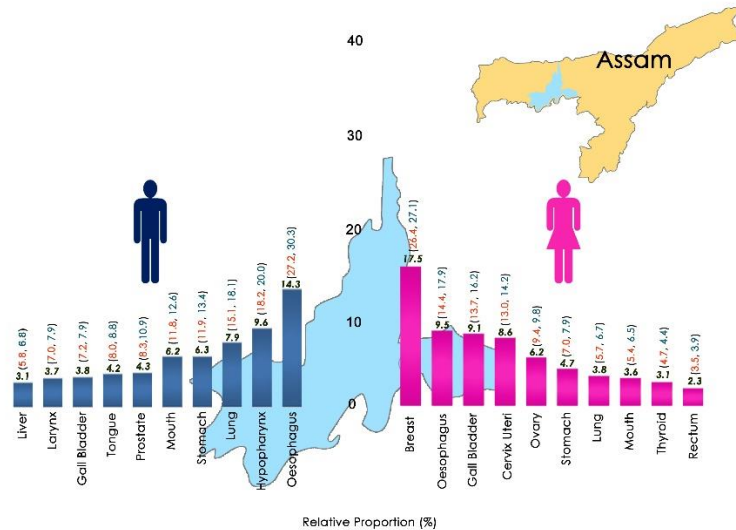 40
Assam
30
20
10
0
3.1 (5.8, 6.8)
3.7 (7.0, 7.9)
3.8 (7.2, 7.9)
4.2 (8.0, 8.8)
4.3 (8.3, 10.9)
6.2 (11.8, 12.6)
6.3 (11.9, 13.4)
7.9 (15.1, 18.1)
9.6 (18.2, 20.0)
14.3 (27.2, 30.3)
17.5 (26.4, 27.1)
9.5 (14.4, 17.9)
9.1 (13.7, 16.2)
8.6 (13.0, 14.2)
6.2 (9.4, 9.8)
4.7 (7.0, 7.9)
3.8 (5.7, 6.7)
3.6 (5.4, 6.5)
3.1 (4.7, 4.4)
2.3 (3.5, 3.9)
Liver
Larynx
Gall Bladder
Tongue
Prostate
Mouth
Stomach
Lung
Hypopharynx
Oesophagus
Breast
Oesophagus
Gall Bladder
Cervix Uteri
Ovary
Stomach
Lung
Mouth
Thyroid
Rectum
Relative Proportion (%)